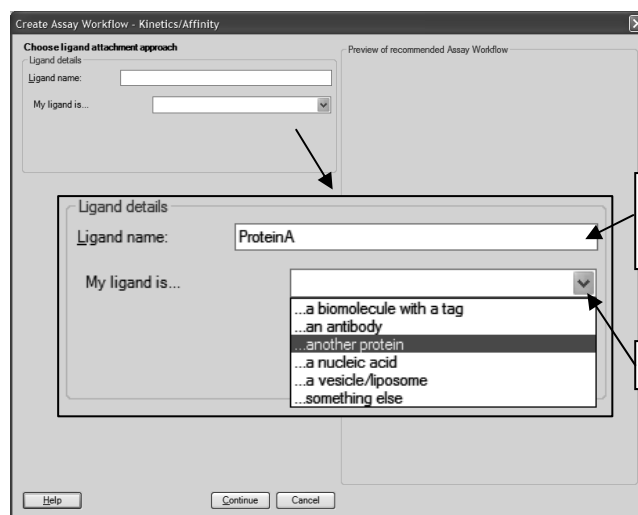 Create Assay Workflow - Kinetics/Affinity
Choose ligand attachment approach
Ligand details
Ligand name:
My ligand is...
Preview of recommended Assay Workflow
Ligand details
Ligand name: ProteinA
My ligand is...
...a biomolecule with a tag
...an antibody
...another protein
...a nucleic acid
...a vesicle/liposome
...something else
Help Continue Cancel